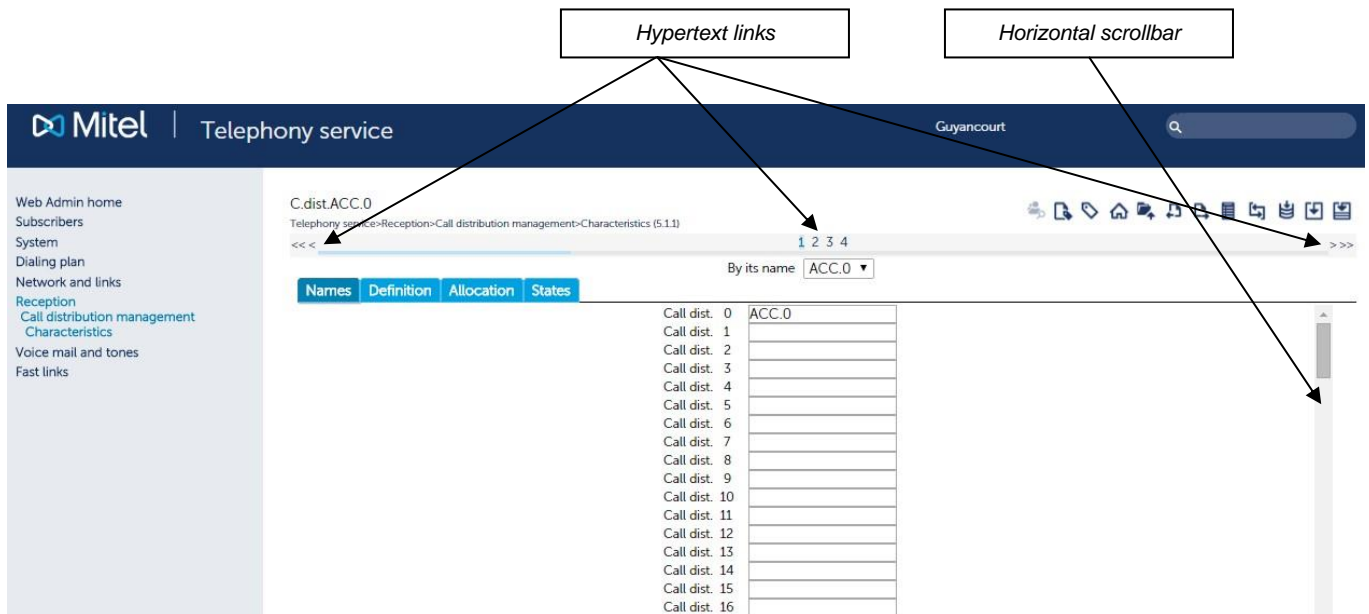 Hypertext links
Horizontal scrollbar
Mitel | Telephony service
Guyancourt
Web Admin home
Subscribers
System
Dialing plan
Network and links
Reception
Call distribution management
Characteristics
Voice mail and tones
Fast links
C.dist.ACC.0
Telephony service>Reception>Call distribution management>Characteristics (5.1.1)
<< < 1 2 3 4 > >>
By its name ACC.0
Names Definition Allocation States
Call dist. 0 ACC.0
Call dist. 1
Call dist. 2
Call dist. 3
Call dist. 4
Call dist. 5
Call dist. 6
Call dist. 7
Call dist. 8
Call dist. 9
Call dist. 10
Call dist. 11
Call dist. 12
Call dist. 13
Call dist. 14
Call dist. 15
Call dist. 16